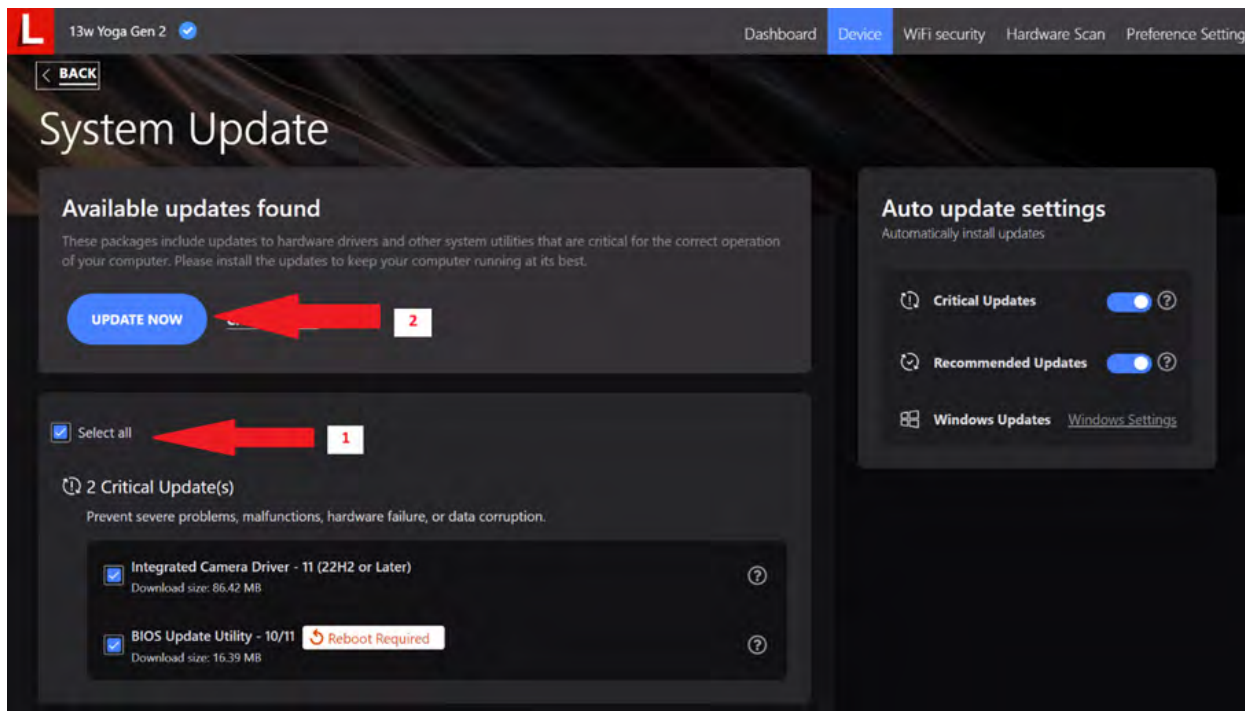 L
13w Yoga Gen 2
Dashboard Device WiFi security Hardware Scan Preference Setting
< BACK
System Update
Available updates found
These packages include updates to hardware drivers and other system utilities that are critical for the correct operation
of your computer. Please install the updates to keep your computer running at its best.
UPDATE NOW
2
Select all
1
2 Critical Update(s)
Prevent severe problems, malfunctions, hardware failure, or data corruption.
Integrated Camera Driver - 11 (22H2 or Later)
Download size: 86.42 MB
BIOS Update Utility - 10/11 Reboot Required
Download size: 16.39 MB
Auto update settings
Automatically install updates
Critical Updates
Recommended Updates
Windows Updates Windows Settings